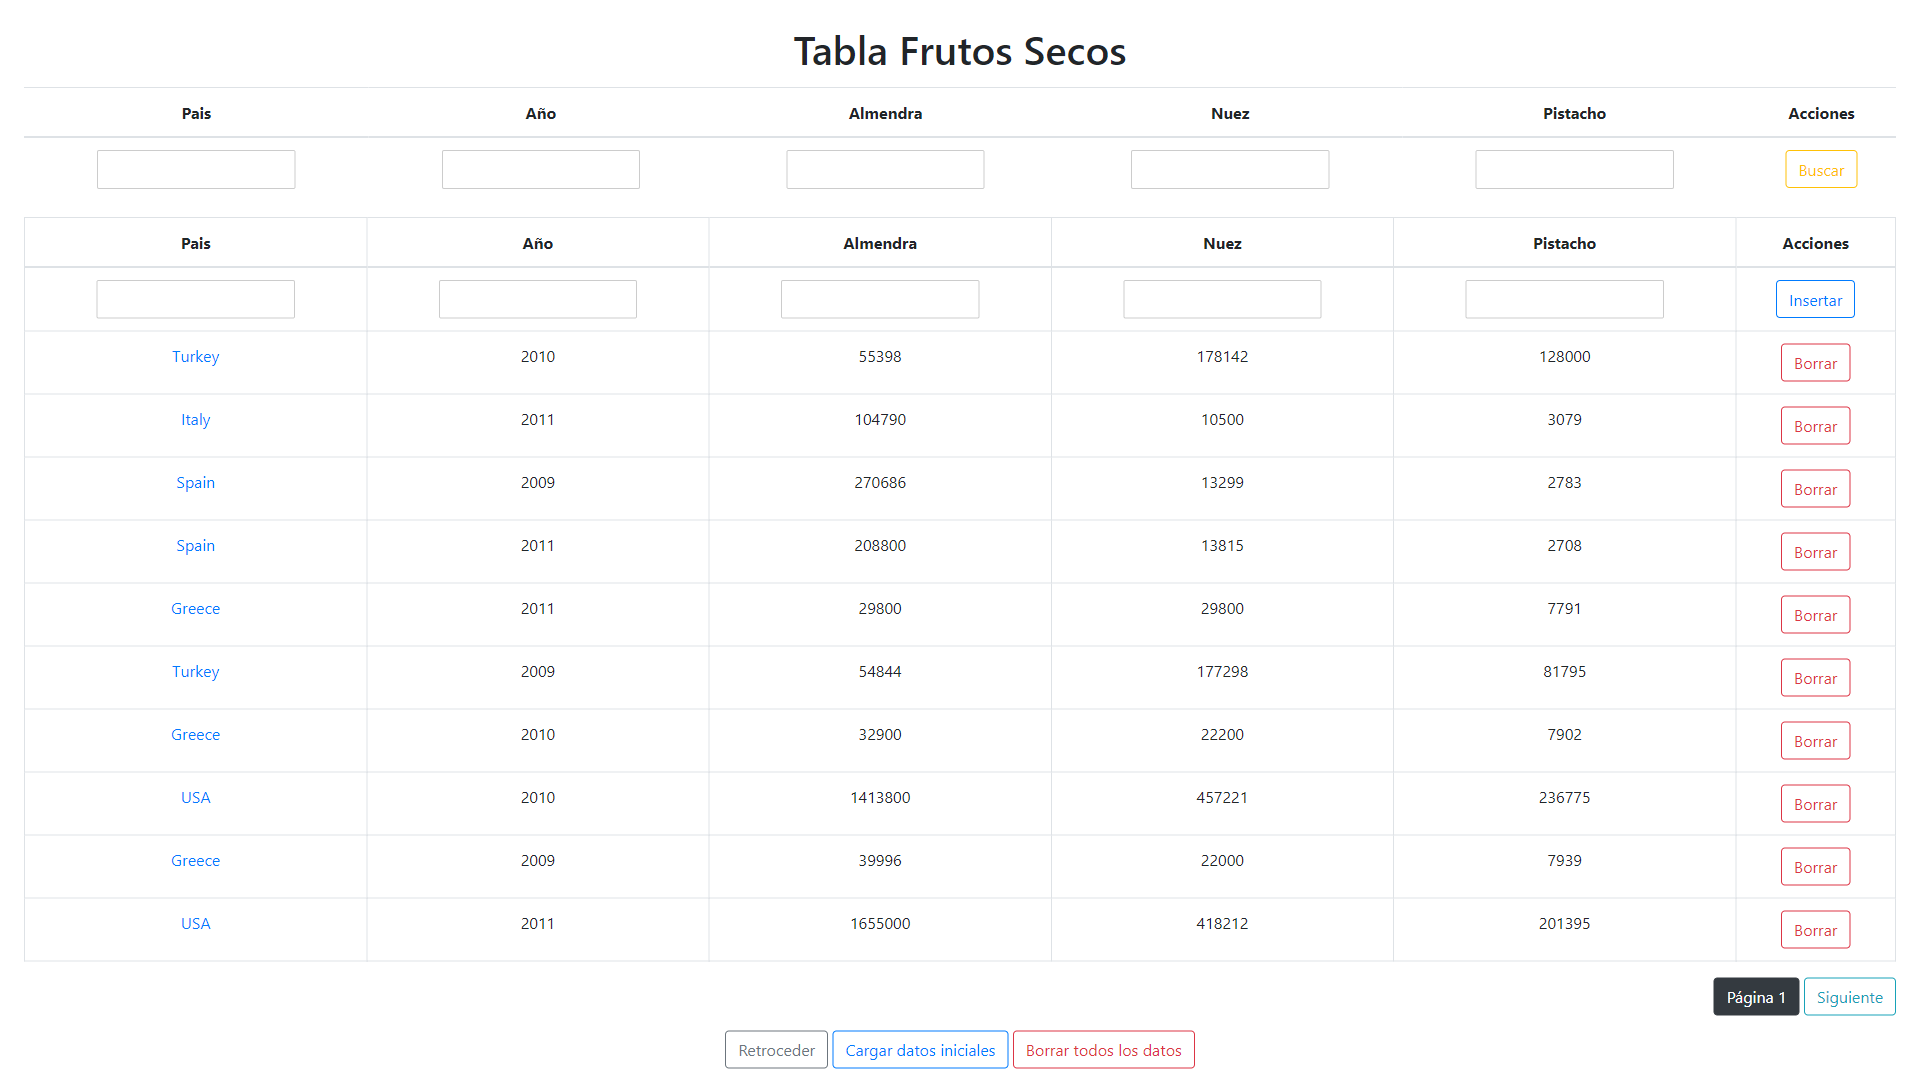 Tabla Frutos Secos
Pais Año Almendra Nuez Pistacho Acciones
Buscar
Pais Año Almendra Nuez Pistacho Acciones
Insertar
Turkey 2010 55398 178142 128000 Borrar
Italy 2011 104790 10500 3079 Borrar
Spain 2009 270686 13299 2783 Borrar
Spain 2011 208800 13815 2708 Borrar
Greece 2011 29800 29800 7791 Borrar
Turkey 2009 54844 177298 81795 Borrar
Greece 2010 32900 22200 7902 Borrar
USA 2010 1413800 457221 236775 Borrar
Greece 2009 39996 22000 7939 Borrar
USA 2011 1655000 418212 201395 Borrar
Página 1 Siguiente
Retroceder Cargar datos iniciales Borrar todos los datos